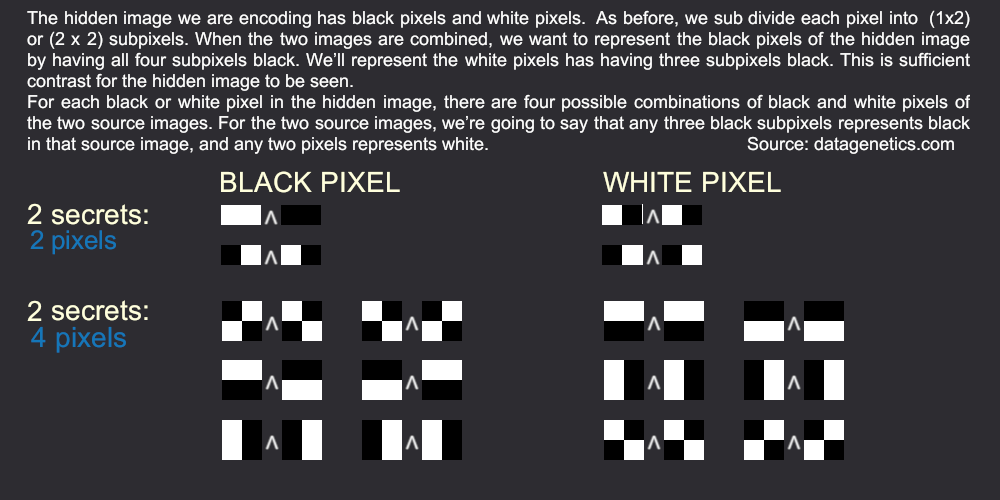 The hidden image we are encoding has black pixels and white pixels.  As before, we sub divide each pixel into  (1x2)
or (2 x 2) subpixels. When the two images are combined, we want to represent the black pixels of the hidden image
by having all four subpixels black. We’ll represent the white pixels has having three subpixels black. This is sufficient
contrast for the hidden image to be seen.
For each black or white pixel in the hidden image, there are four possible combinations of black and white pixels of
the two source images. For the two source images, we’re going to say that any three black subpixels represents black
in that source image, and any two pixels represents white.
Source: datagenetics.com
BLACK PIXEL
WHITE PIXEL
2 secrets:
2 pixels
∧ ∧
∧ ∧
2 secrets:
4 pixels
∧ ∧ ∧ ∧
∧ ∧ ∧ ∧
∧ ∧ ∧ ∧